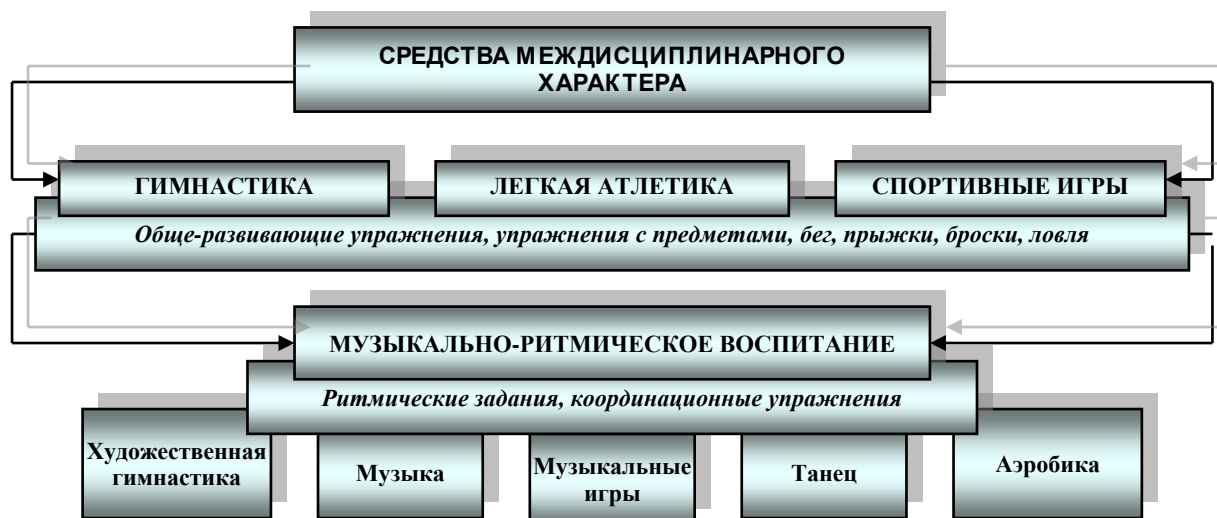 СРЕДСТВА МЕЖДИСЦИПЛИНАРНОГО
ХАРАКТЕРА
ГИМНАСТИКА
ЛЕГКАЯ АТЛЕТИКА
СПОРТИВНЫЕ ИГРЫ
Обще-развивающие упражнения, упражнения с предметами, бег, прыжки, броски, ловля
МУЗЫКАЛЬНО-РИТМИЧЕСКОЕ ВОСПИТАНИЕ
Ритмические задания, координационные упражнения
Художественная
гимнастика
Музыка
Музыкальные
игры
Танец
Аэробика